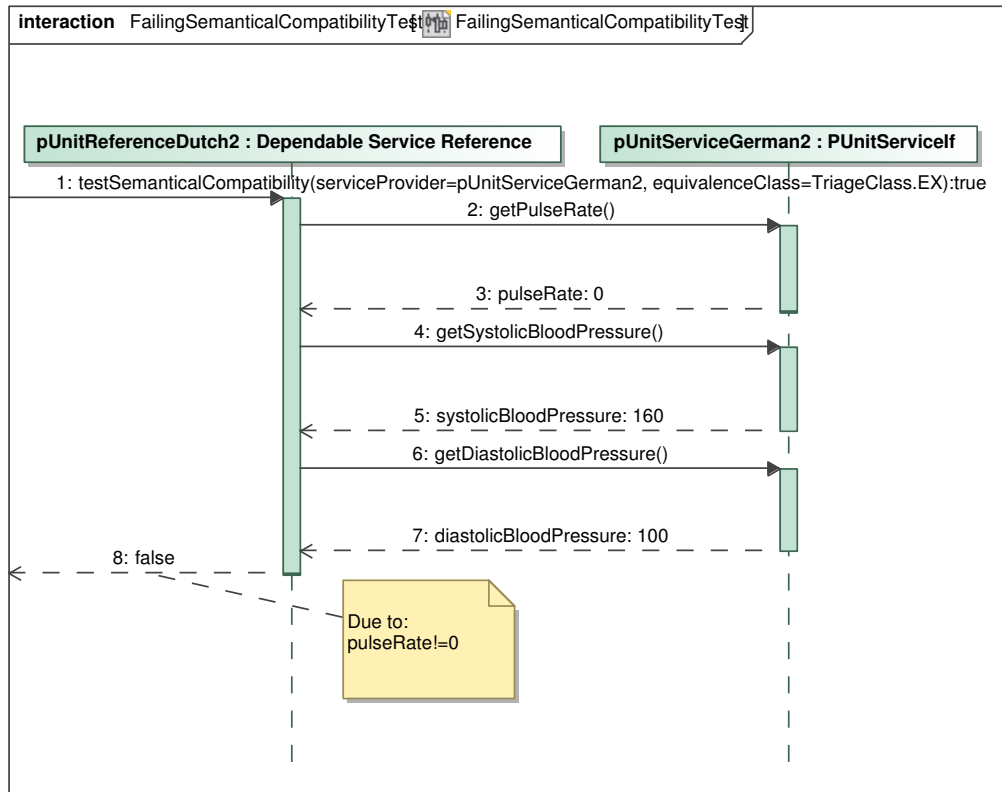 interaction FailingSemanticalCompatibilityTest[ FailingSemanticalCompatibilityTest]
pUnitReferenceDutch2 : Dependable Service Reference
pUnitServiceGerman2 : PUnitServiceIf
1: testSemanticalCompatibility(serviceProvider=pUnitServiceGerman2, equivalenceClass=TriageClass.EX):true
2: getPulseRate()
3: pulseRate: 0
4: getSystolicBloodPressure()
5: systolicBloodPressure: 160
6: getDiastolicBloodPressure()
7: diastolicBloodPressure: 100
8: false
Due to:
pulseRate!=0